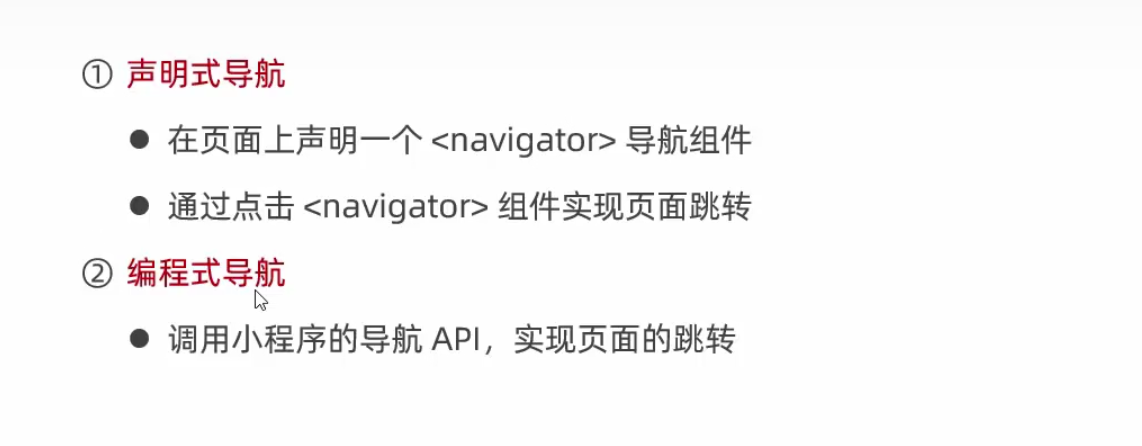 ① 声明式导航
● 在页面上声明一个 <navigator> 导航组件
● 通过点击 <navigator> 组件实现页面跳转
② 编程式导航
● 调用小程序的导航 API，实现页面的跳转